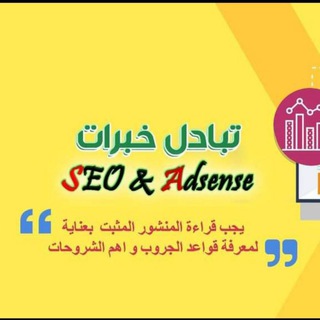 تبادل خبرات
SEO & Adsense
يجب قراءة المنشور المثبت بعناية
لمعرفة قواعد الجروب و اهم الشروحات